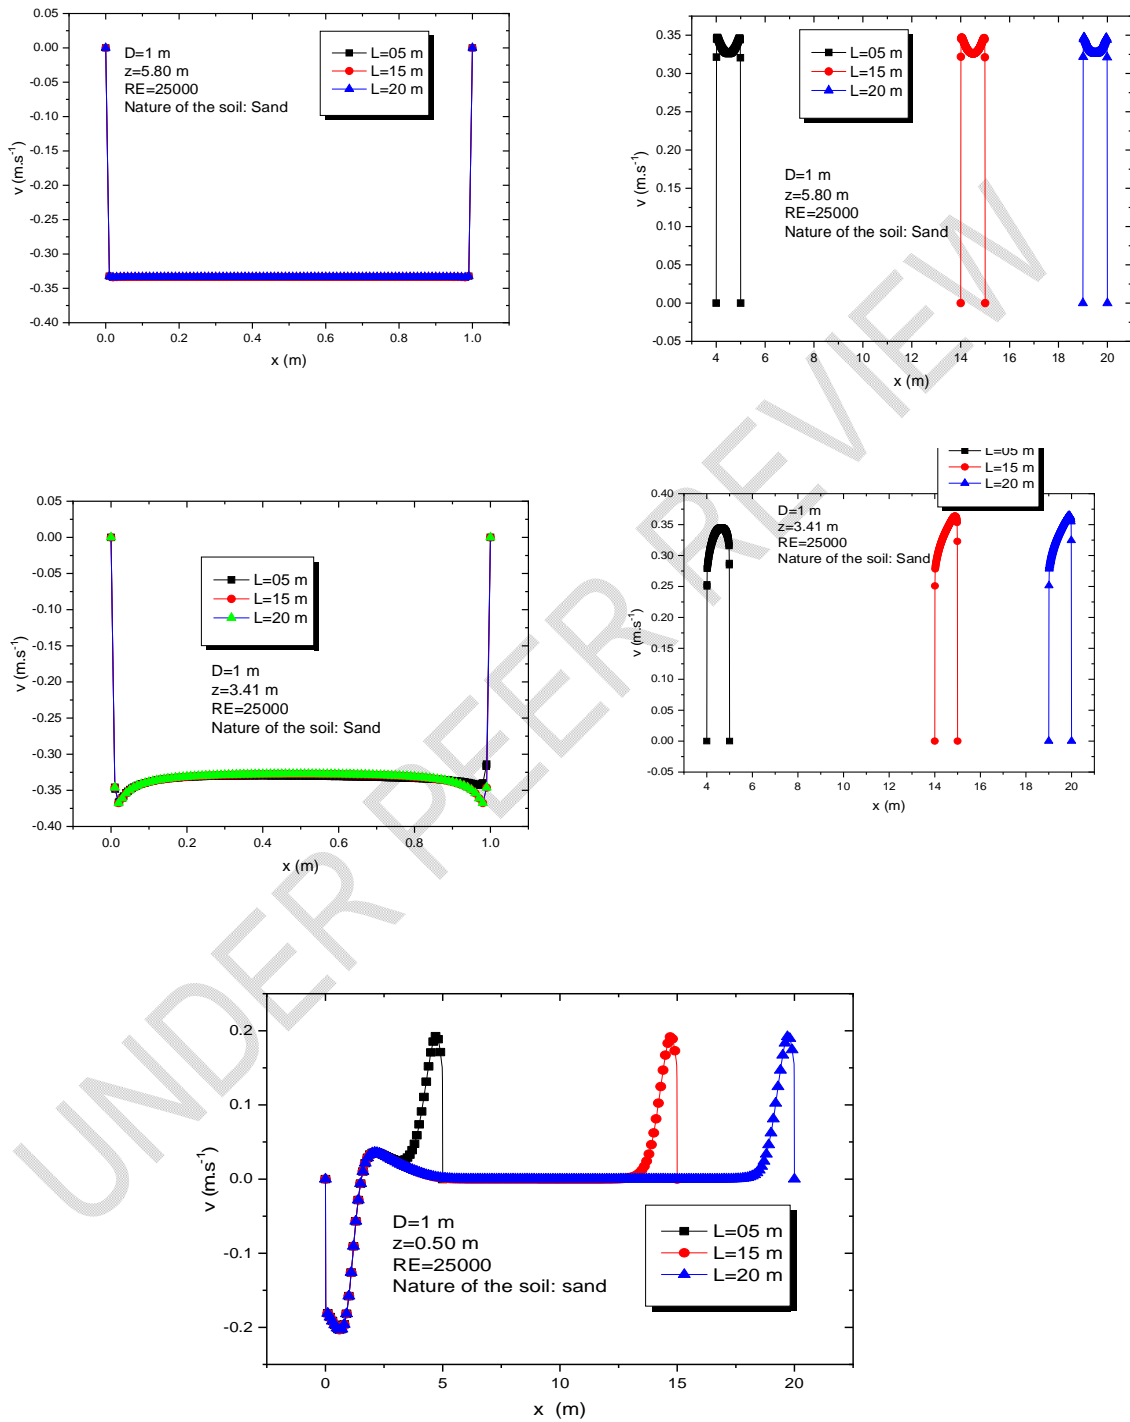 0.05
0.00
-0.05
-0.10
-0.15
-0.20
-0.25
-0.30
-0.35
-0.40
v (m.s-1)
D=1 m
z=5.80 m
RE=25000
Nature of the soil: Sand
L=05 m
L=15 m
L=20 m
0.0 0.2 0.4 0.6 0.8 1.0
x (m)
0.35
0.30
0.25
0.20
0.15
0.10
0.05
0.00
-0.05
v (m.s-1)
L=05 m
L=15 m
L=20 m
D=1 m
z=5.80 m
RE=25000
Nature of the soil: Sand
4 6 8 10 12 14 16 18 20
x (m)
0.05
0.00
-0.05
-0.10
-0.15
-0.20
-0.25
-0.30
-0.35
-0.40
v (m.s-1)
L=05 m
L=15 m
L=20 m
D=1 m
z=3.41 m
RE=25000
Nature of the soil: Sand
0.0 0.2 0.4 0.6 0.8 1.0
x (m)
L=05 m
L=15 m
L=20 m
0.40
0.35
0.30
0.25
0.20
0.15
0.10
0.05
0.00
-0.05
v (m.s-1)
D=1 m
z=3.41 m
RE=25000
Nature of the soil: Sand
4 6 8 10 12 14 16 18 20
x (m)
0.2
0.1
0.0
-0.1
-0.2
v (m.s-1)
D=1 m
z=0.50 m
RE=25000
Nature of the soil: sand
L=05 m
L=15 m
L=20 m
0 5 10 15 20
x (m)
UNDER PEER REVIEW